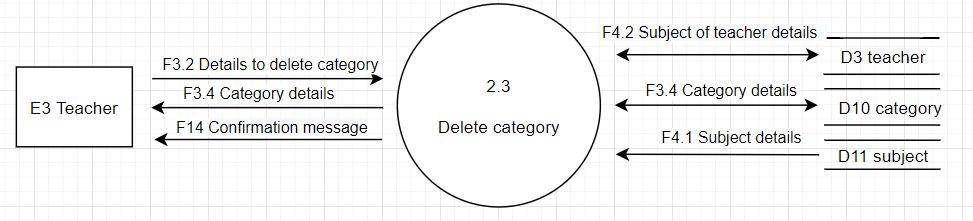 E3 Teacher
F3.2 Details to delete category
F3.4 Category details
F14 Confirmation message
2.3
Delete category
F4.2 Subject of teacher details
F3.4 Category details
F4.1 Subject details
D3 teacher
D10 category
D11 subject